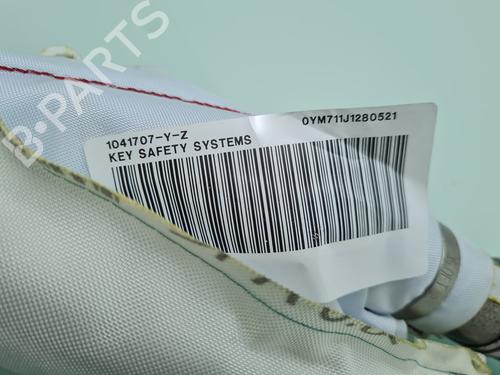 B-PARTS
1041707-Y-Z
KEY SAFETY SYSTEMS
0YM711J1280521